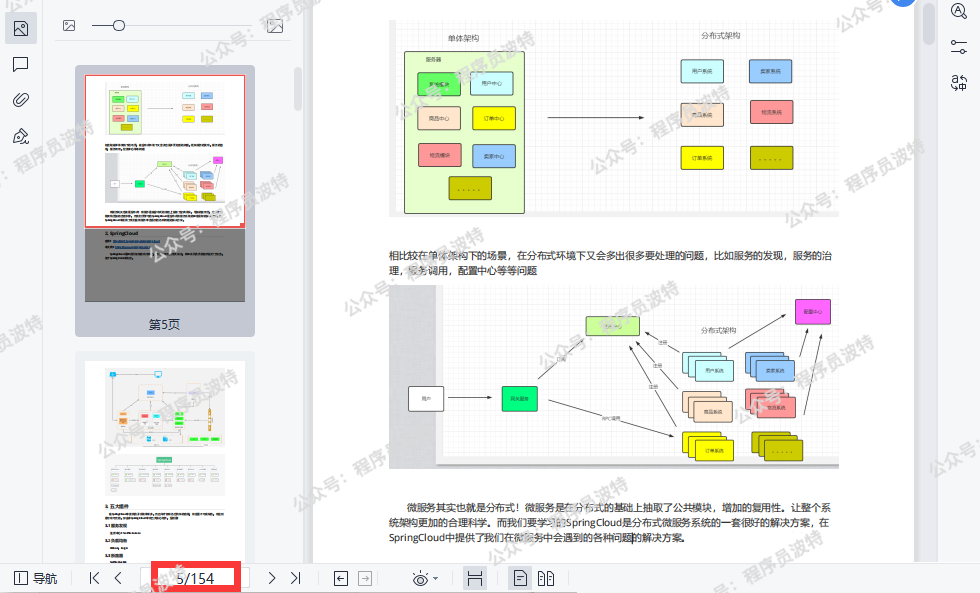 单体架构
分布式架构
服务器
用户中心
用户系统
卖家系统
商品中心
订单中心
商品系统
物流系统
物流模块
卖家中心
订单系统
.....
.....
相比较在单体架构下的场景，在分布式环境下又会多出很多要处理的问题，比如服务的发现，服务的治
理，服务调用，配置中心等等问题
配置中心
分布式架构
注册
订阅
用户系统
卖家系统
注册
用户
网关服务
注册
商品系统
物流系统
RPC调用
订单系统
.....
微服务其实也就是分布式！微服务是在分布式的基础上抽取了公共模块，增加的复用性。让整个系
统架构更加的合理科学。而我们要学习的SpringCloud是分布式微服务系统的一套很好的解决方案，在
SpringCloud中提供了我们在微服务中会遇到的各种问题的解决方案。
2. SpringCloud
第5页
3. 五大组件
导航
5/154
公众号：程序员波特